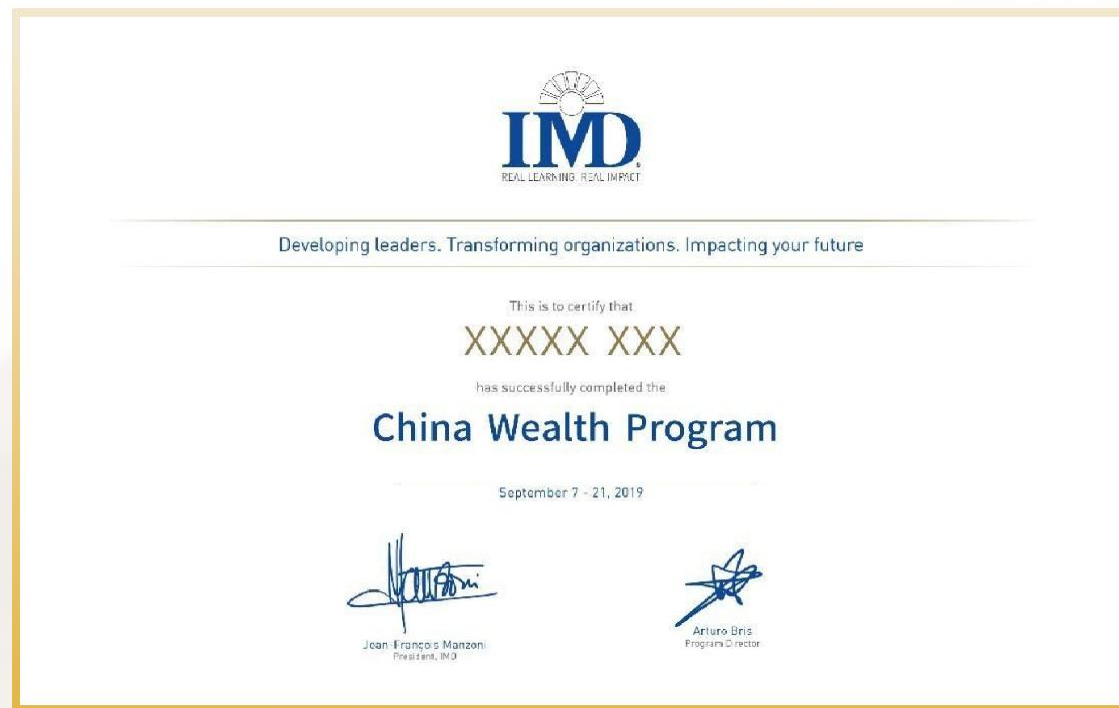 IMD®
REAL LEARNING. REAL IMPACT
Developing leaders. Transforming organizations. Impacting your future
This is to certify that
XXXXX XXX
has successfully completed the
China Wealth Program
September 7 - 21, 2019
Jean-François Manzoni
President, IMD
Arturo Bris
Program Director